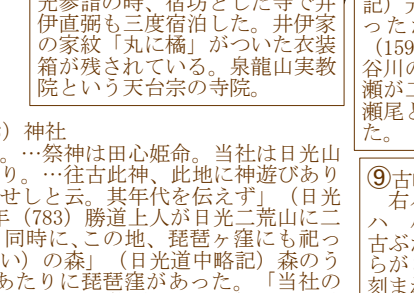 光参詣の時、宿坊とした寺で井
伊直弼も三度宿泊した。井伊家
の家紋「丸に橘」がついた衣装
箱が残されている。泉龍山実教
院という天台宗の寺院。
）神社
。…祭神は田心姫命。当社は日光山
り。…往古此神、此地に神遊びあり
せしと云。其年代を伝えず」（日光
年（783）勝道上人が日光二荒山に二
同時に、この地、琵琶ヶ窪にも祀っ
い）の森」（日光道中略記）森のう
あたりに琵琶窪があった。「当社の
記）
った
（159
谷川の
瀬が二
瀬尾と
た。
⑨古
右
ハ
古ぶ
らが
刻ま